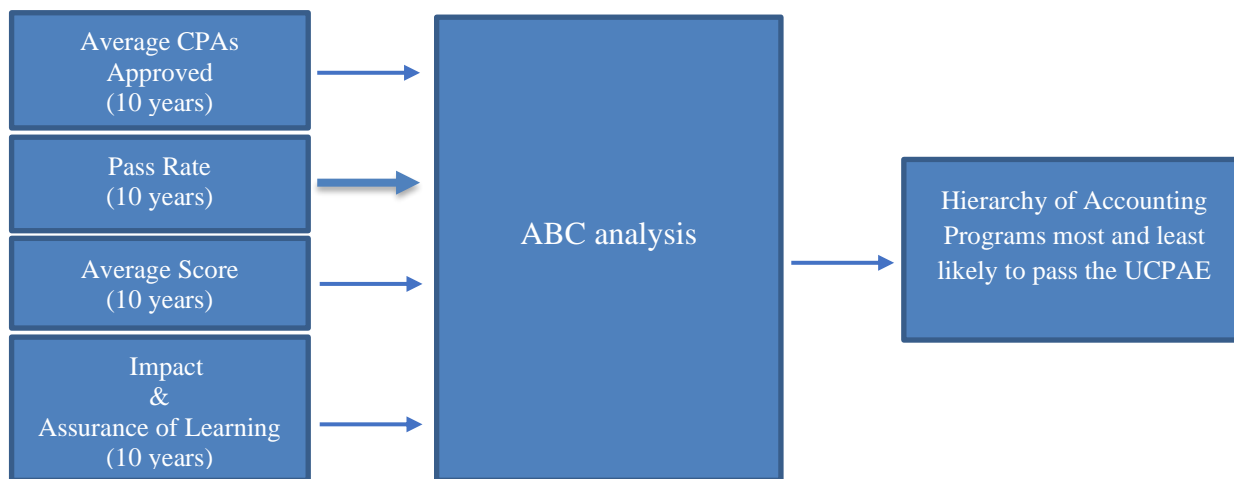 Average CPAs
Approved
(10 years)
Pass Rate
(10 years)
Average Score
(10 years)
Impact
&
Assurance of Learning
(10 years)
ABC analysis
Hierarchy of Accounting
Programs most and least
likely to pass the UCPAE